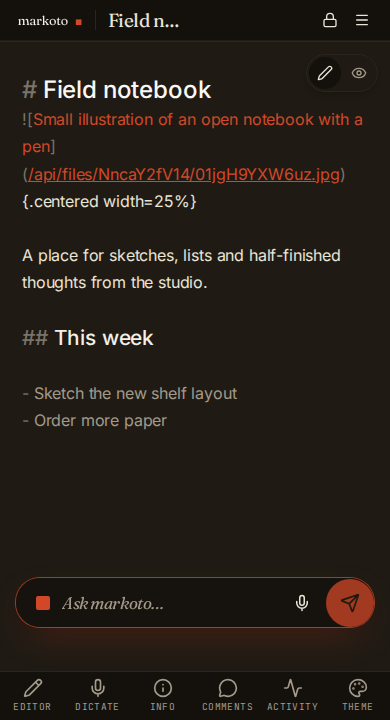 markoto
Field n...
# Field notebook
![Small illustration of an open notebook with a
pen]
(/api/files/NncaY2fV14/01jgH9YXW6uz.jpg)
{.centered width=25%}
A place for sketches, lists and half-finished
thoughts from the studio.
## This week
- Sketch the new shelf layout
- Order more paper
Ask markoto...
EDITOR DICTATE INFO COMMENTS ACTIVITY THEME